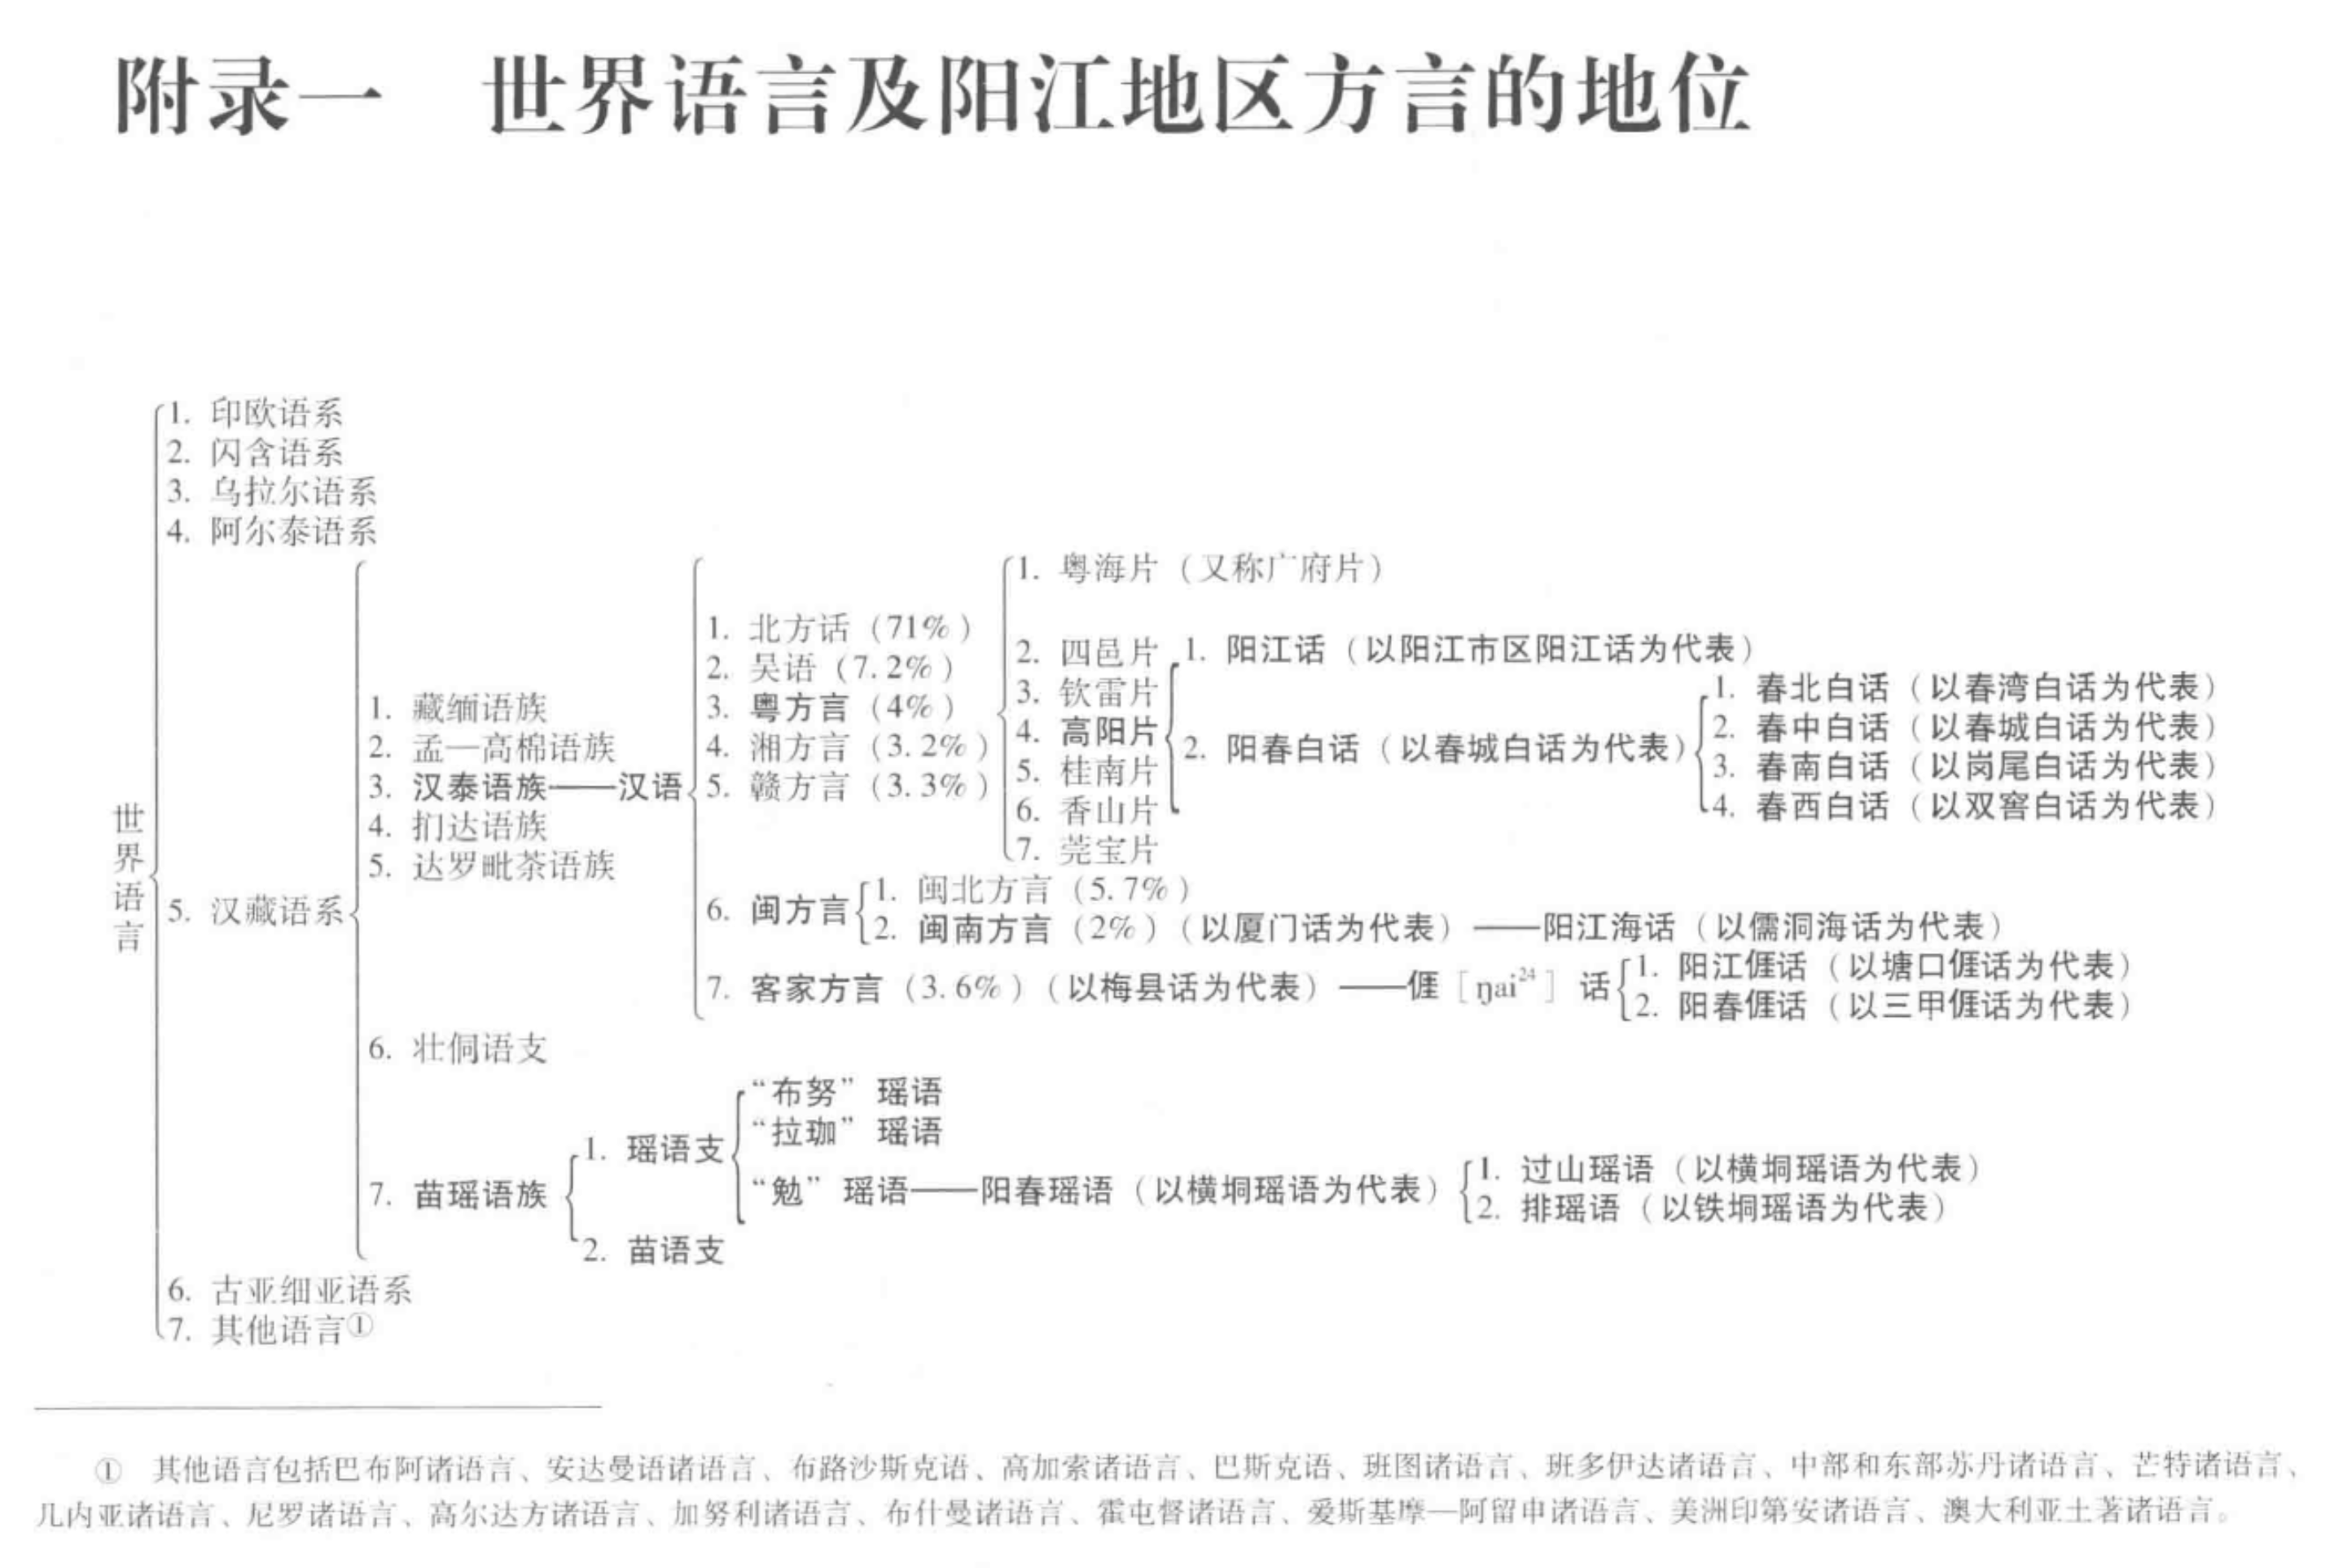 附录一 世界语言及阳江地区方言的地位
世界语言
1. 印欧语系
2. 闪含语系
3. 乌拉尔语系
4. 阿尔泰语系
5. 汉藏语系
1. 藏缅语族
2. 孟—高棉语族
3. 汉泰语族——汉语
4. 扪达语族
5. 达罗毗荼语族
1. 北方话（71%）
2. 吴语（7.2%）
3. 粤方言（4%）
4. 湘方言（3.2%）
5. 赣方言（3.3%）
1. 粤海片（又称广府片）
2. 四邑片
3. 钦雷片
4. 高阳片
5. 桂南片
6. 香山片
7. 莞宝片
1. 阳江话（以阳江市区阳江话为代表）
2. 阳春白话（以春城白话为代表）
1. 春北白话（以春湾白话为代表）
2. 春中白话（以春城白话为代表）
3. 春南白话（以岗尾白话为代表）
4. 春西白话（以双窖白话为代表）
6. 闽方言
1. 闽北方言（5.7%）
2. 闽南方言（2%）（以厦门话为代表）——阳江海话（以儒洞海话为代表）
7. 客家方言（3.6%）（以梅县话为代表）——𠊎［ŋai²⁴］话
1. 阳江𠊎话（以塘口𠊎话为代表）
2. 阳春𠊎话（以三甲𠊎话为代表）
6. 壮侗语支
7. 苗瑶语族
1. 瑶语支
“布努”瑶语
“拉珈”瑶语
“勉”瑶语——阳春瑶语（以横垌瑶语为代表）
1. 过山瑶语（以横垌瑶语为代表）
2. 排瑶语（以铁垌瑶语为代表）
2. 苗语支
6. 古亚细亚语系
7. 其他语言①
① 其他语言包括巴布阿诸语言、安达曼语诸语言、布路沙斯克语、高加索诸语言、巴斯克语、班图诸语言、班多伊达诸语言、中部和东部苏丹诸语言、芒特诸语言、
几内亚诸语言、尼罗诸语言、高尔达方诸语言、加努利诸语言、布什曼诸语言、霍屯督诸语言、爱斯基摩—阿留申诸语言、美洲印第安诸语言、澳大利亚土著诸语言。